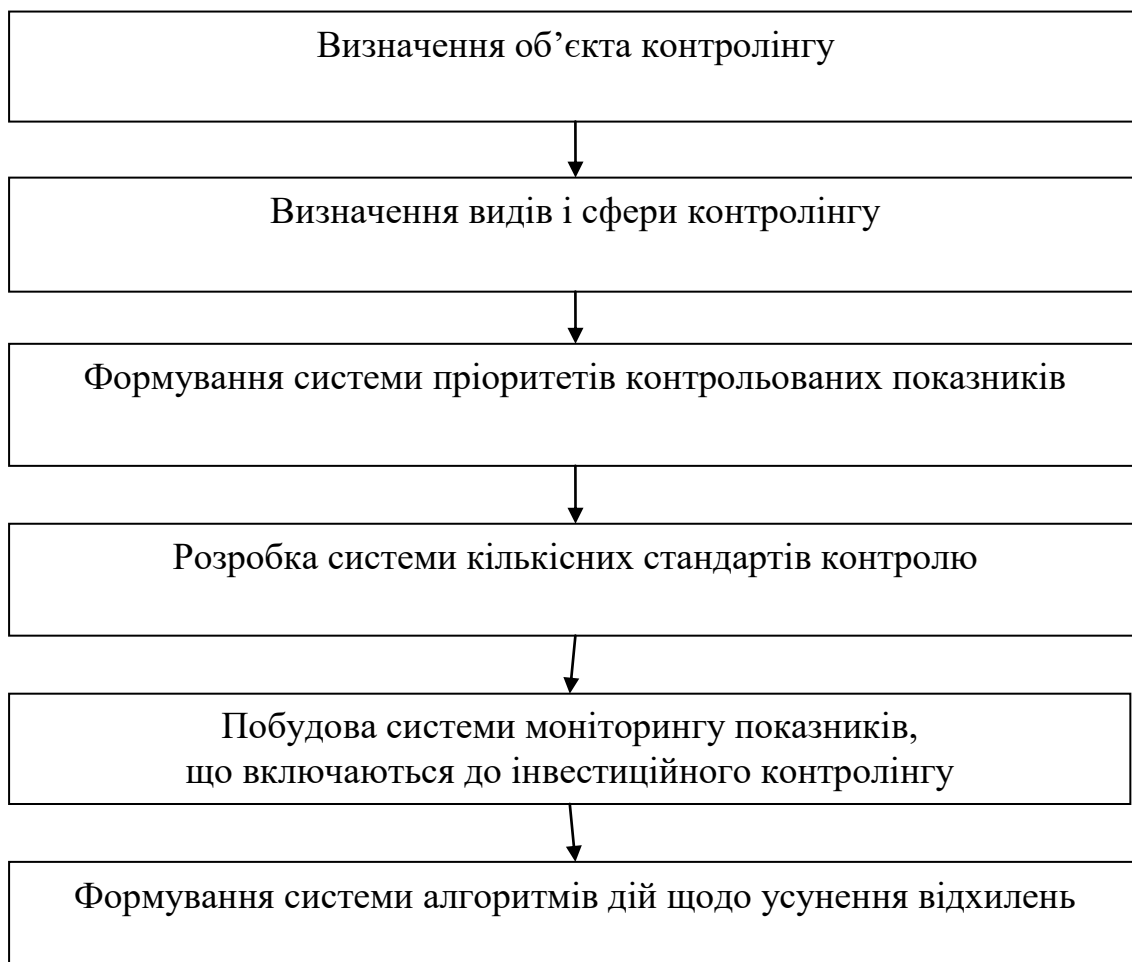 Визначення об’єкта контролінгу
Визначення видів і сфери контролінгу
Формування системи пріоритетів контрольованих показників
Розробка системи кількісних стандартів контролю
Побудова системи моніторингу показників,
що включаються до інвестиційного контролінгу
Формування системи алгоритмів дій щодо усунення відхилень